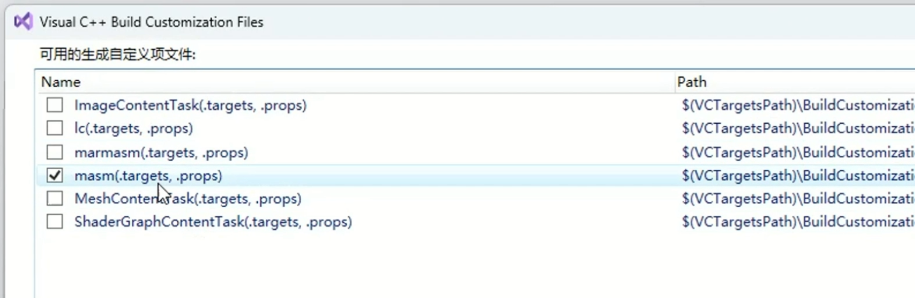 Visual C++ Build Customization Files
可用的生成自定义项文件:
Name Path
ImageContentTask(.targets, .props) $(VCTargetsPath)\BuildCustomizati
lc(.targets, .props) $(VCTargetsPath)\BuildCustomizati
marmasm(.targets, .props) $(VCTargetsPath)\BuildCustomizati
masm(.targets, .props) $(VCTargetsPath)\BuildCustomizati
MeshContentTask(.targets, .props) $(VCTargetsPath)\BuildCustomizati
ShaderGraphContentTask(.targets, .props) $(VCTargetsPath)\BuildCustomizati